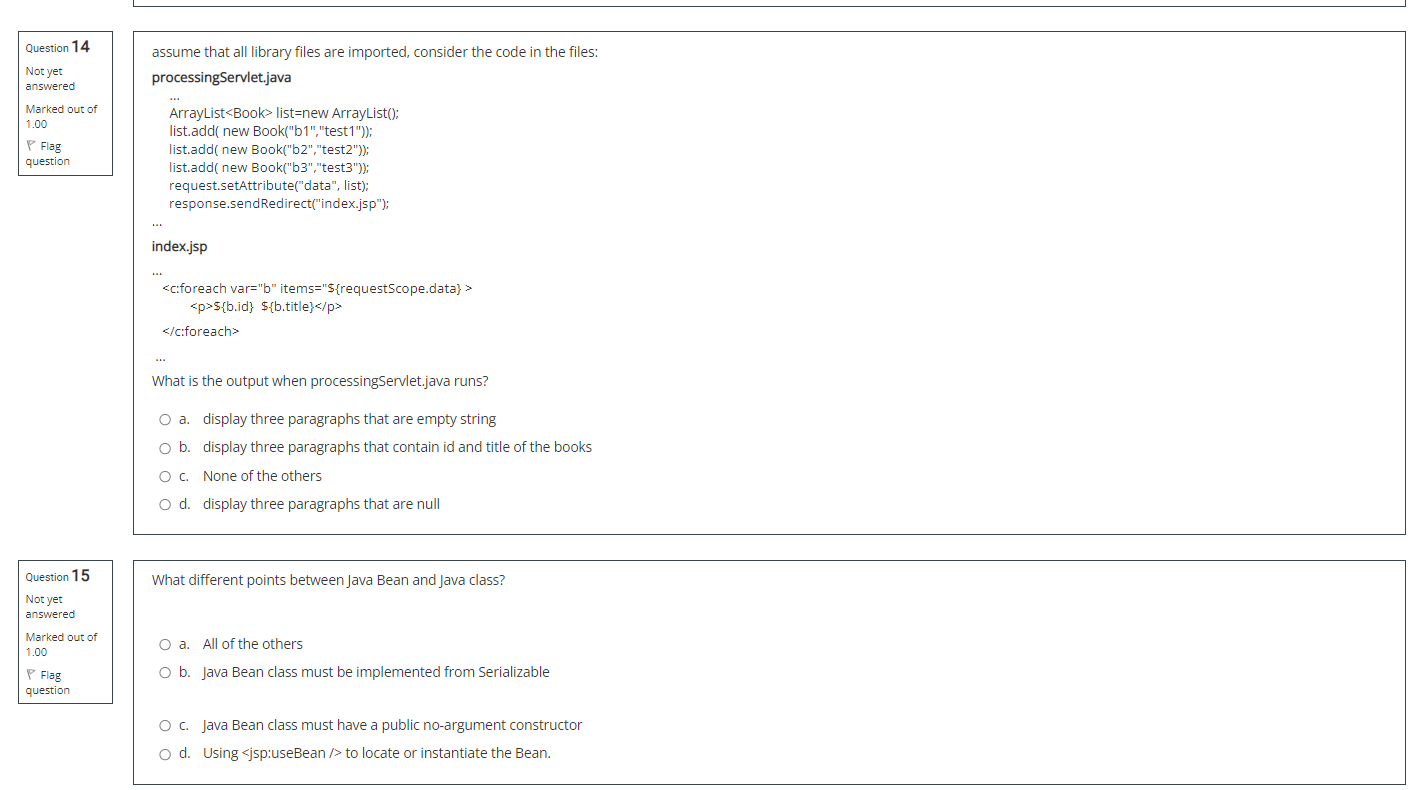 Question 14
Not yet
answered
Marked out of
1.00
Flag
question
assume that all library files are imported, consider the code in the files:
processingServlet.java
...
ArrayList<Book> list=new ArrayList();
list.add( new Book("b1","test1"));
list.add( new Book("b2","test2"));
list.add( new Book("b3","test3"));
request.setAttribute("data", list);
response.sendRedirect("index.jsp");
...
index.jsp
...
<c:foreach var="b" items="${requestScope.data} >
<p>${b.id}  ${b.title}</p>
</c:foreach>
...
What is the output when processingServlet.java runs?
a. display three paragraphs that are empty string
b. display three paragraphs that contain id and title of the books
c. None of the others
d. display three paragraphs that are null
Question 15
Not yet
answered
Marked out of
1.00
Flag
question
What different points between Java Bean and Java class?
a. All of the others
b. Java Bean class must be implemented from Serializable
c. Java Bean class must have a public no-argument constructor
d. Using <jsp:useBean /> to locate or instantiate the Bean.